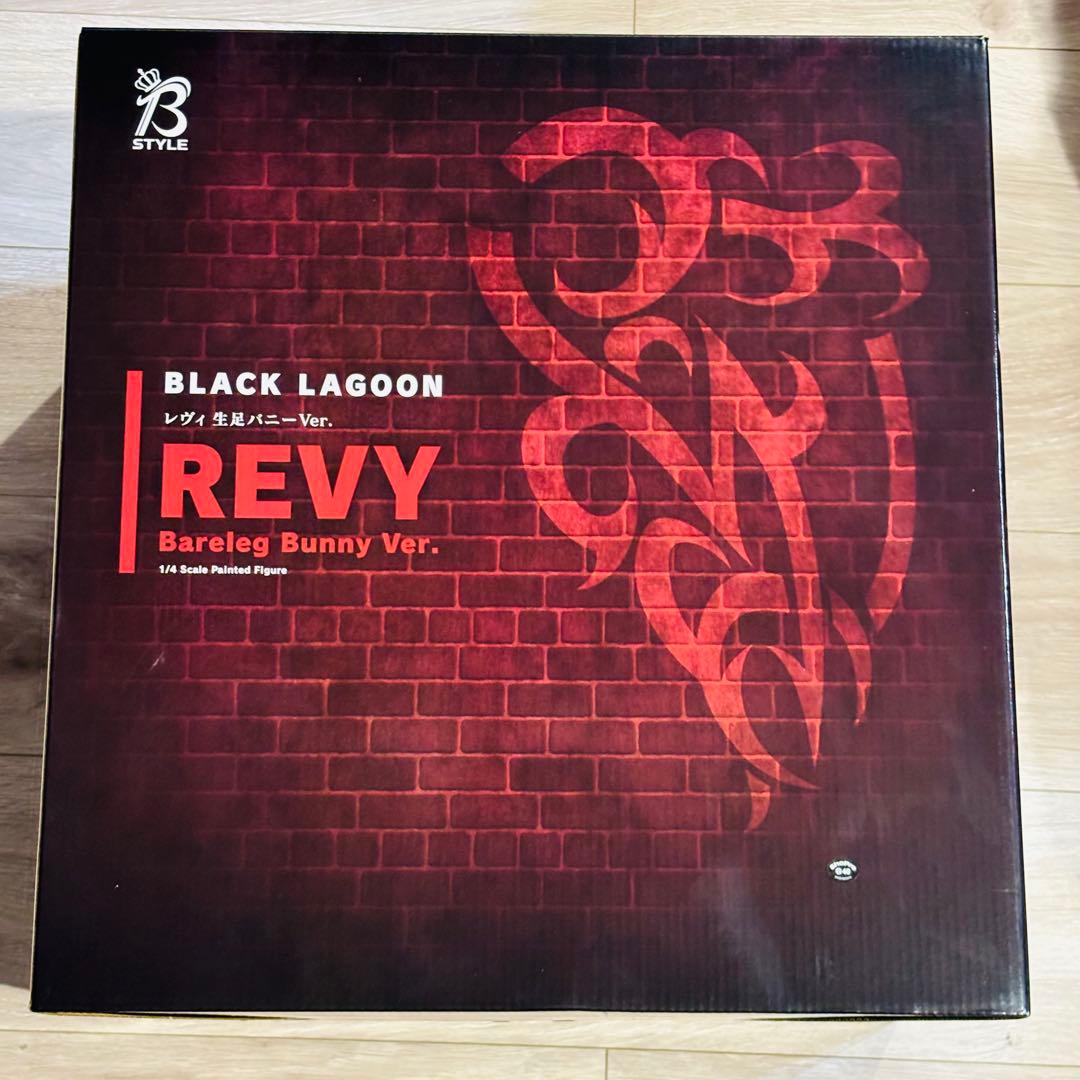 B
STYLE
BLACK LAGOON
レヴィ 生足バニーVer.
REVY
Bareleg Bunny Ver.
1/4 Scale Painted Figure